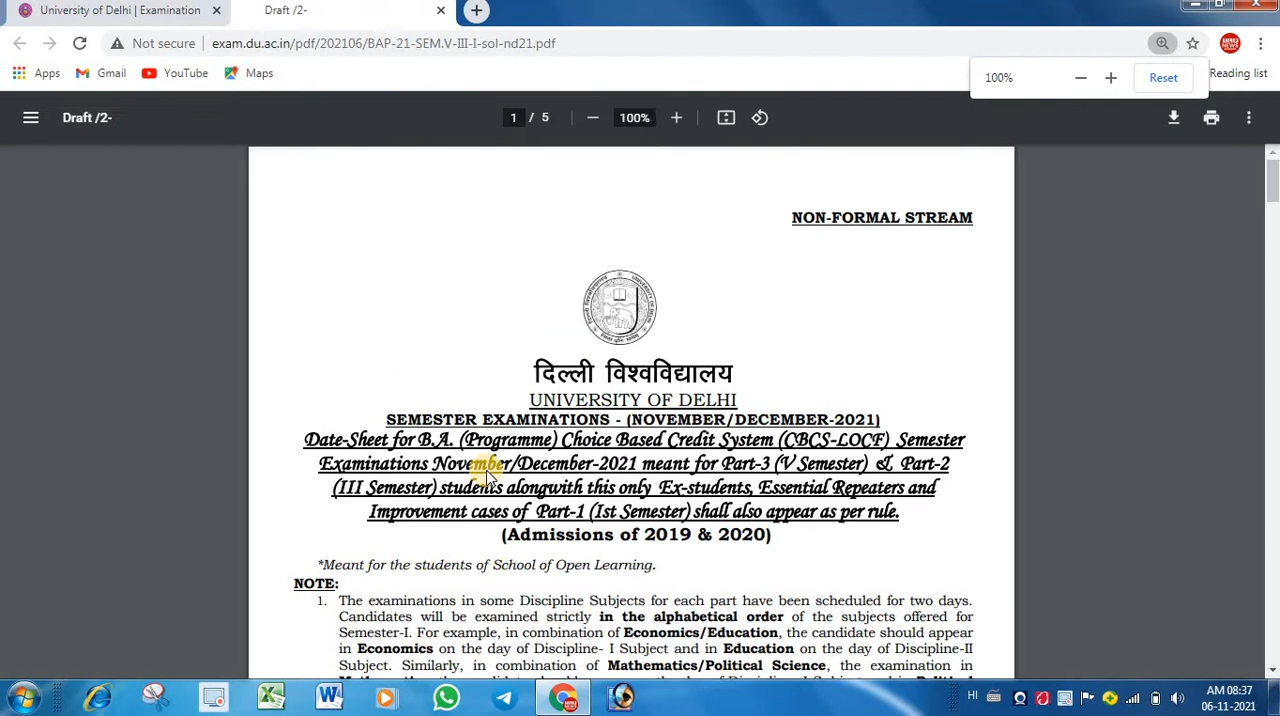 University of Delhi | Examination
Draft /2-
Not secure
exam.du.ac.in/pdf/202106/BAP-21-SEM.V-III-I-sol-nd21.pdf
Apps
Gmail
YouTube
Maps
100%
Reset
Reading list
Draft /2-
1 / 5
100%
NON-FORMAL STREAM
दिल्ली विश्वविद्यालय
UNIVERSITY OF DELHI
SEMESTER EXAMINATIONS - (NOVEMBER/DECEMBER-2021)
Date-Sheet for B.A. (Programme) Choice Based Credit System (CBCS-LOCF) Semester
Examinations November/December-2021 meant for Part-3 (V Semester) & Part-2
(III Semester) students alongwith this only Ex-students, Essential Repeaters and
Improvement cases of Part-1 (Ist Semester) shall also appear as per rule.
(Admissions of 2019 & 2020)
*Meant for the students of School of Open Learning.
NOTE:
1. The examinations in some Discipline Subjects for each part have been scheduled for two days.
Candidates will be examined strictly in the alphabetical order of the subjects offered for
Semester-I. For example, in combination of Economics/Education, the candidate should appear
in Economics on the day of Discipline- I Subject and in Education on the day of Discipline-II
Subject. Similarly, in combination of Mathematics/Political Science, the examination in
HI
AM 08:37
06-11-2021